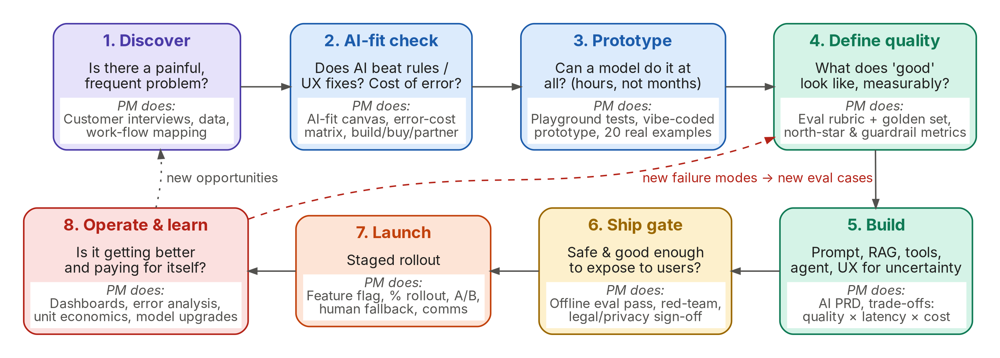 1. Discover
Is there a painful,
frequent problem?
PM does:
Customer interviews, data,
work-flow mapping
2. AI-fit check
Does AI beat rules /
UX fixes? Cost of error?
PM does:
AI-fit canvas, error-cost
matrix, build/buy/partner
3. Prototype
Can a model do it at
all? (hours, not months)
PM does:
Playground tests, vibe-coded
prototype, 20 real examples
4. Define quality
What does 'good'
look like, measurably?
PM does:
Eval rubric + golden set,
north-star & guardrail metrics
new opportunities
new failure modes → new eval cases
8. Operate & learn
Is it getting better
and paying for itself?
PM does:
Dashboards, error analysis,
unit economics, model upgrades
7. Launch
Staged rollout
PM does:
Feature flag, % rollout, A/B,
human fallback, comms
6. Ship gate
Safe & good enough
to expose to users?
PM does:
Offline eval pass, red-team,
legal/privacy sign-off
5. Build
Prompt, RAG, tools,
agent, UX for uncertainty
PM does:
AI PRD, trade-offs:
quality × latency × cost